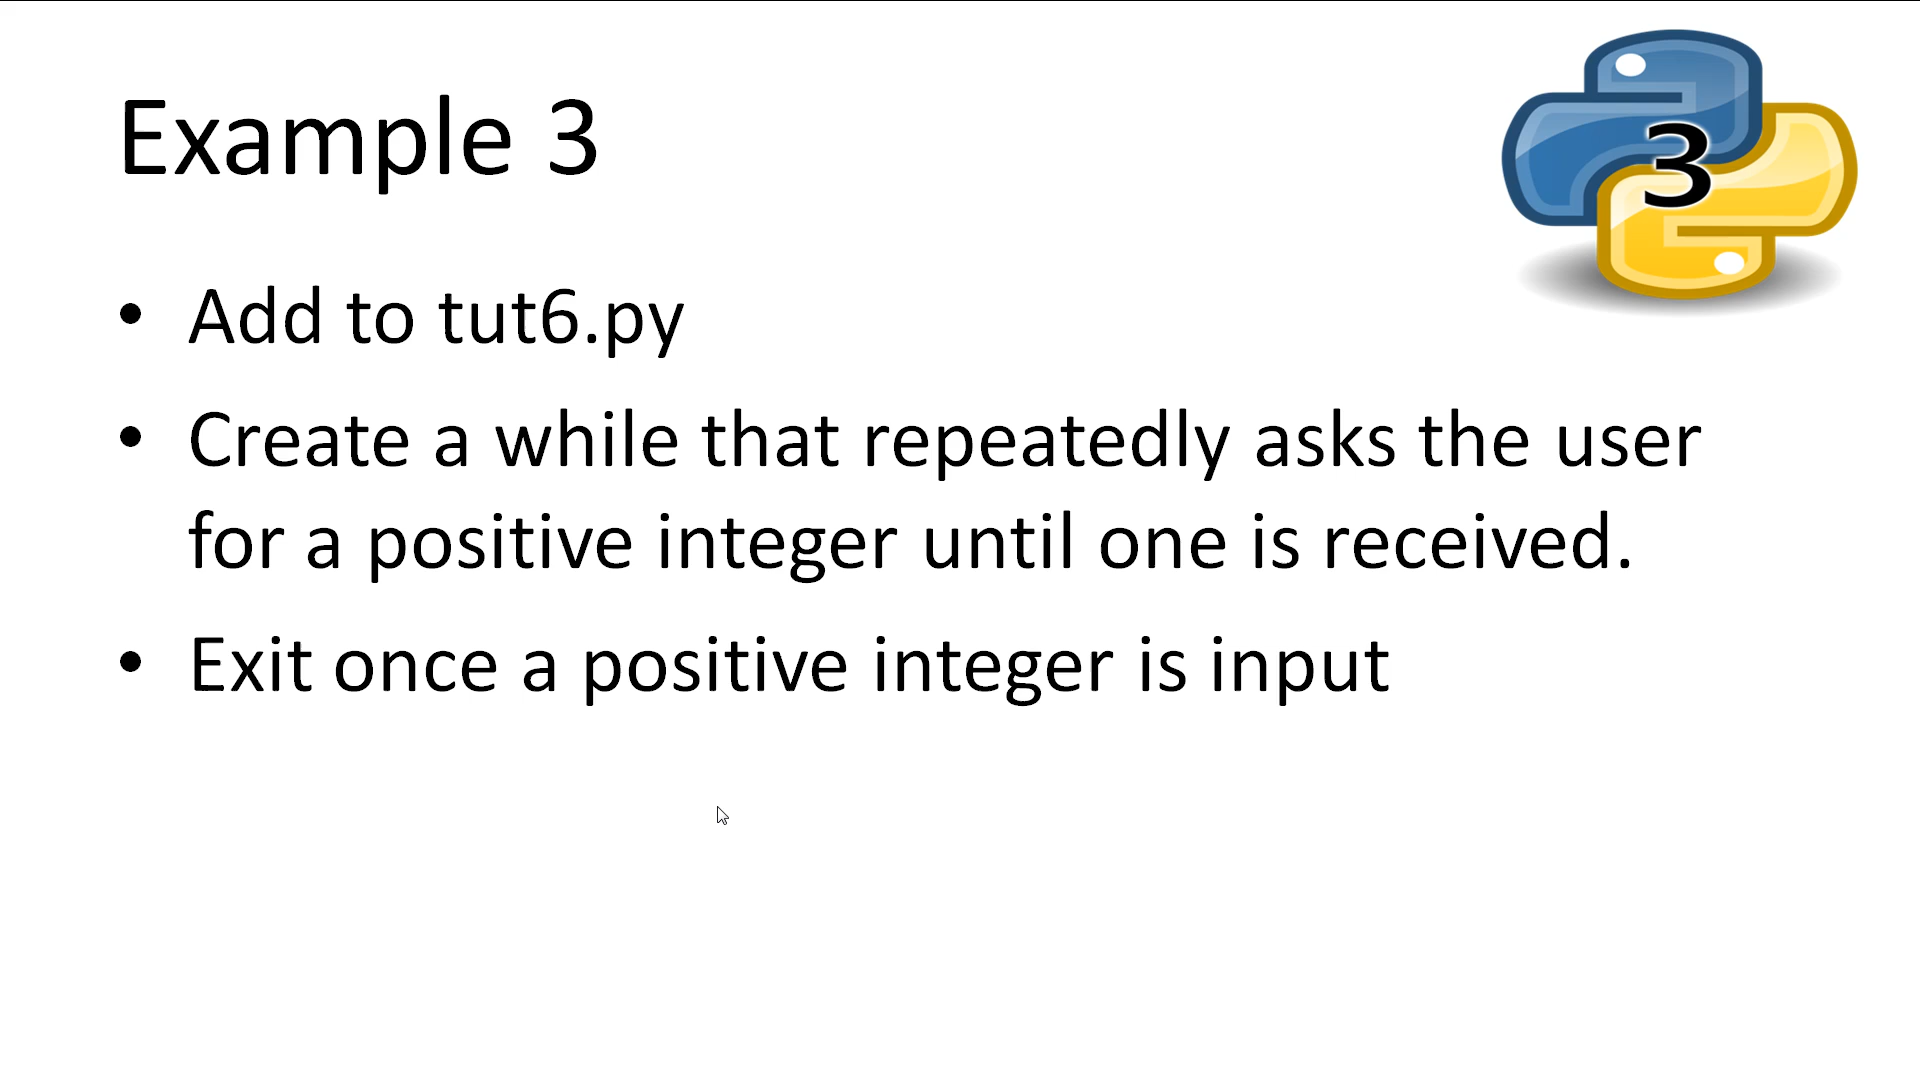 Example 3
3
• Add to tut6.py
• Create a while that repeatedly asks the user
for a positive integer until one is received.
• Exit once a positive integer is input